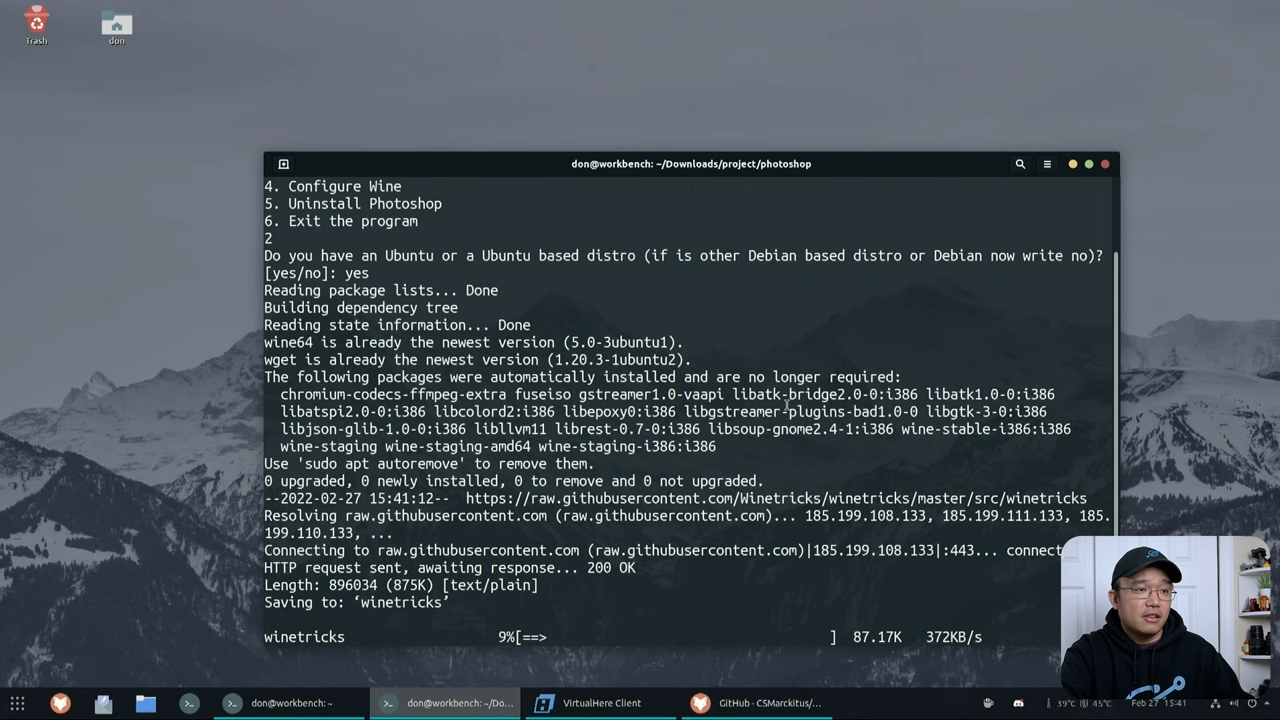 Trash
don
don@workbench: ~/Downloads/project/photoshop
4. Configure Wine
5. Uninstall Photoshop
6. Exit the program
2
Do you have an Ubuntu or a Ubuntu based distro (if is other Debian based distro or Debian now write no)?
[yes/no]: yes
Reading package lists... Done
Building dependency tree
Reading state information... Done
wine64 is already the newest version (5.0-3ubuntu1).
wget is already the newest version (1.20.3-1ubuntu2).
The following packages were automatically installed and are no longer required:
chromium-codecs-ffmpeg-extra fuseiso gstreamer1.0-vaapi libatk-bridge2.0-0:i386 libatk1.0-0:i386
libatspi2.0-0:i386 libcolord2:i386 libepoxy0:i386 libgstreamer-plugins-bad1.0-0 libgtk-3-0:i386
libjson-glib-1.0-0:i386 libllvm11 librest-0.7-0:i386 libsoup-gnome2.4-1:i386 wine-stable-i386:i386
wine-staging wine-staging-amd64 wine-staging-i386:i386
Use 'sudo apt autoremove' to remove them.
0 upgraded, 0 newly installed, 0 to remove and 0 not upgraded.
--2022-02-27 15:41:12-- https://raw.githubusercontent.com/Winetricks/winetricks/master/src/winetricks
Resolving raw.githubusercontent.com (raw.githubusercontent.com)... 185.199.108.133, 185.199.111.133, 185.
199.110.133, ...
Connecting to raw.githubusercontent.com (raw.githubusercontent.com)|185.199.108.133|:443... connect
HTTP request sent, awaiting response... 200 OK
Length: 896034 (875K) [text/plain]
Saving to: ‘winetricks’
winetricks 9%[==> ] 87.17K 372KB/s
don@workbench: ~
don@workbench: ~/Do...
VirtualHere Client
GitHub - CSMarckitus/...
39°C 45°C
Feb 27 15:41